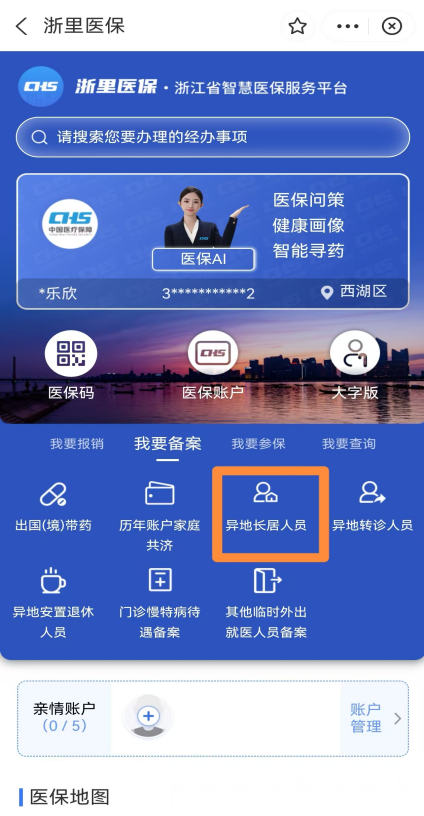 浙里医保
CHS 浙里医保·浙江省智慧医保服务平台
请搜索您要办理的经办事项
CHS
中国医疗保障
医保问策
健康画像
智能寻药
医保AI
*乐欣 3***********2 西湖区
CHS
医保码 医保账户 大字版
我要报销 我要备案 我要参保 我要查询
出国(境)带药 历年账户家庭 异地长居人员 异地转诊人员
共济
异地安置退休 门诊慢特病待 其他临时外出
人员 遇备案 就医人员备案
亲情账户
(0/5)
账户
管理
医保地图